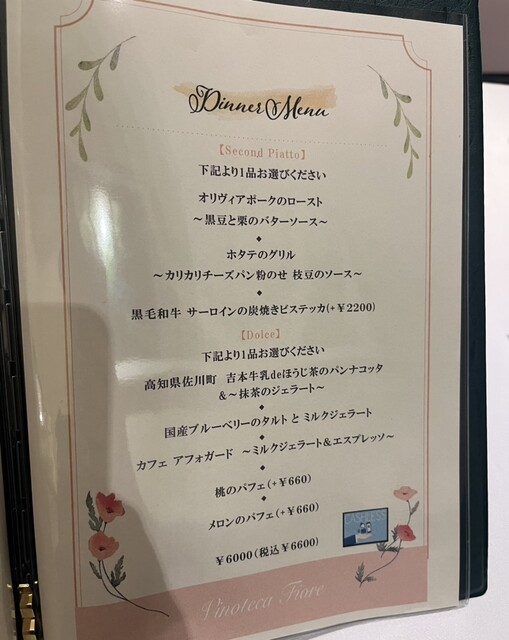 Dinner Menu
【Second Piatto】
下記より1品お選びください
オリヴィアポークのロースト
～黒豆と栗のバターソース～
ホタテのグリル
～カリカリチーズパン粉のせ 枝豆のソース～
黒毛和牛 サーロインの炭焼きビステッカ(+￥2200)
【Dolce】
下記より1品お選びください
高知県佐川町 吉本牛乳deほうじ茶のパンナコッタ
&～抹茶のジェラート～
国産ブルーベリーのタルト と ミルクジェラート
カフェ アフォガード ～ミルクジェラート&エスプレッソ～
桃のパフェ(+￥660)
メロンのパフェ(+￥660)
￥6000(税込￥6600)
Vinoteca Fiore